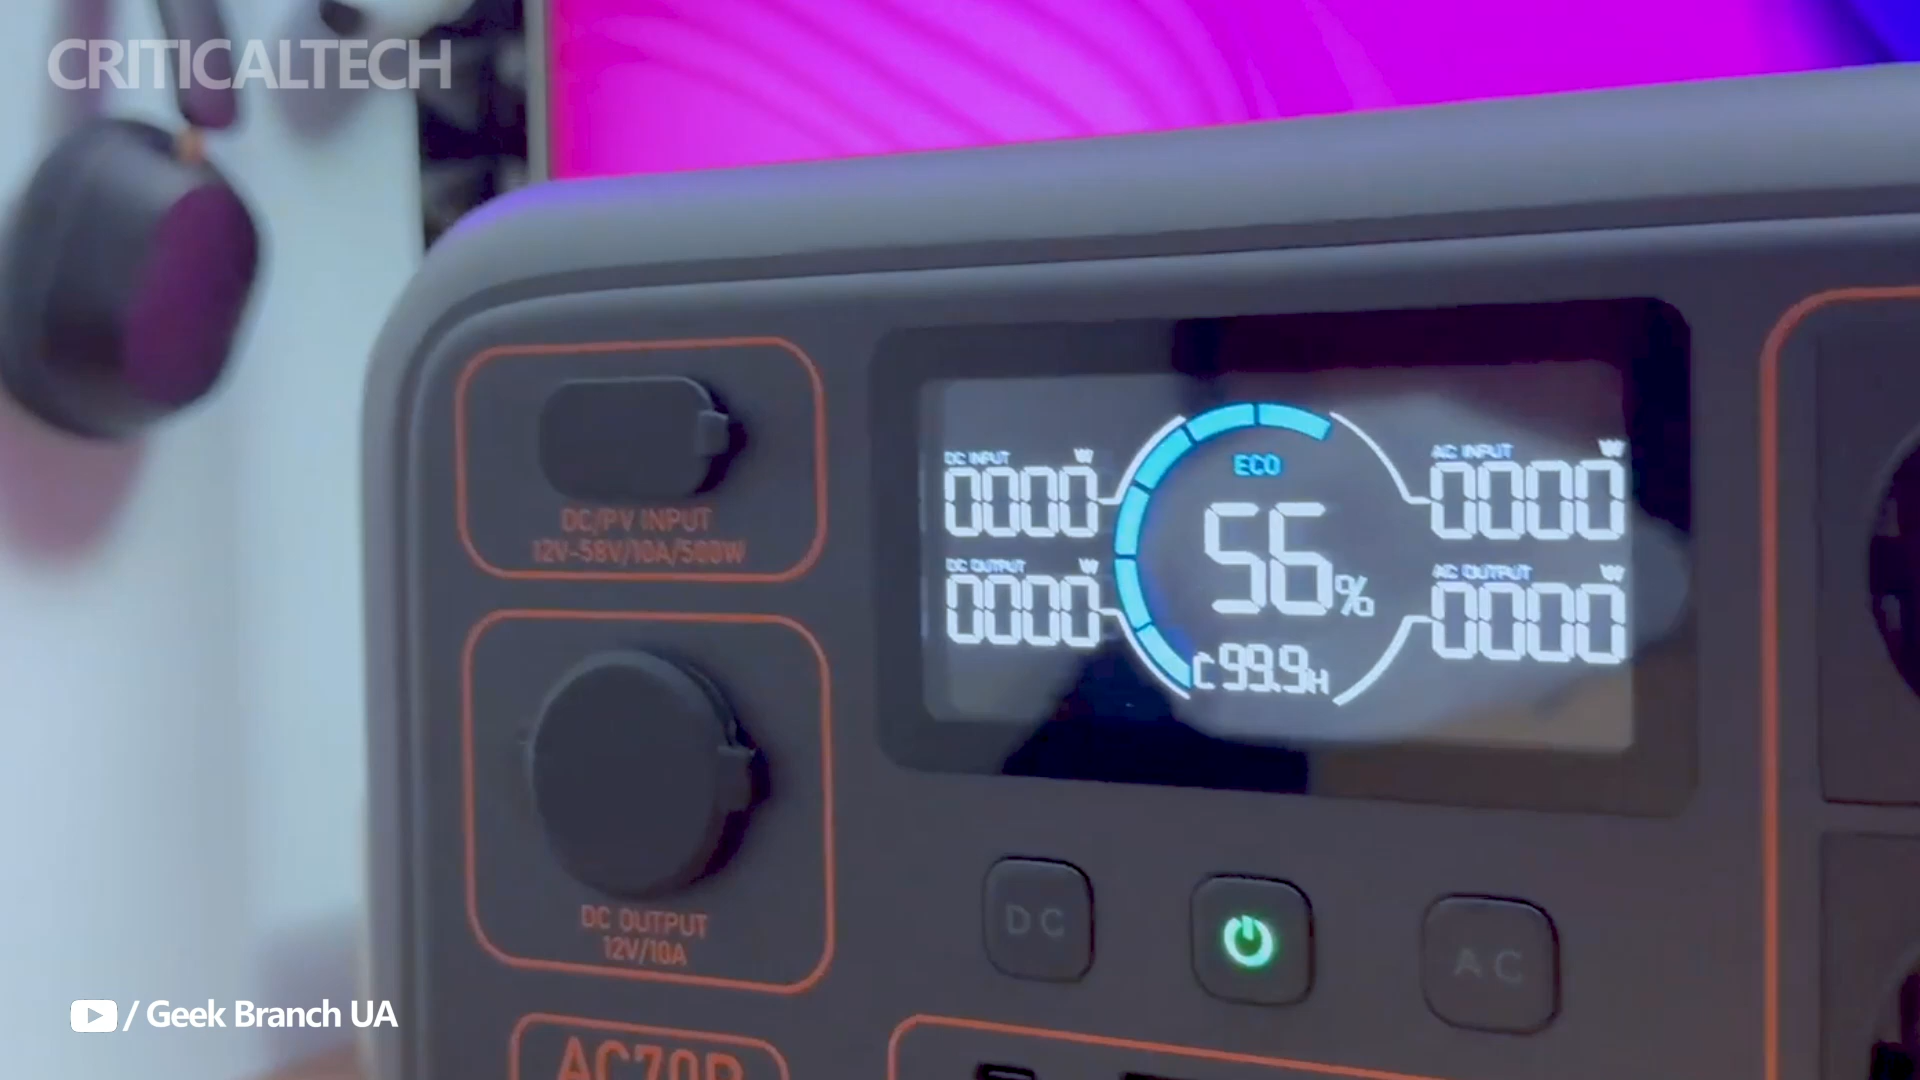 CRITICALTECH
DC/PV INPUT
12V-58V/10A/500W
DC OUTPUT
12V/10A
DC INPUT W
0000
DC OUTPUT W
0000
ECO
56%
99.9H
AC INPUT W
0000
AC OUTPUT W
0000
DC
AC
/ Geek Branch UA